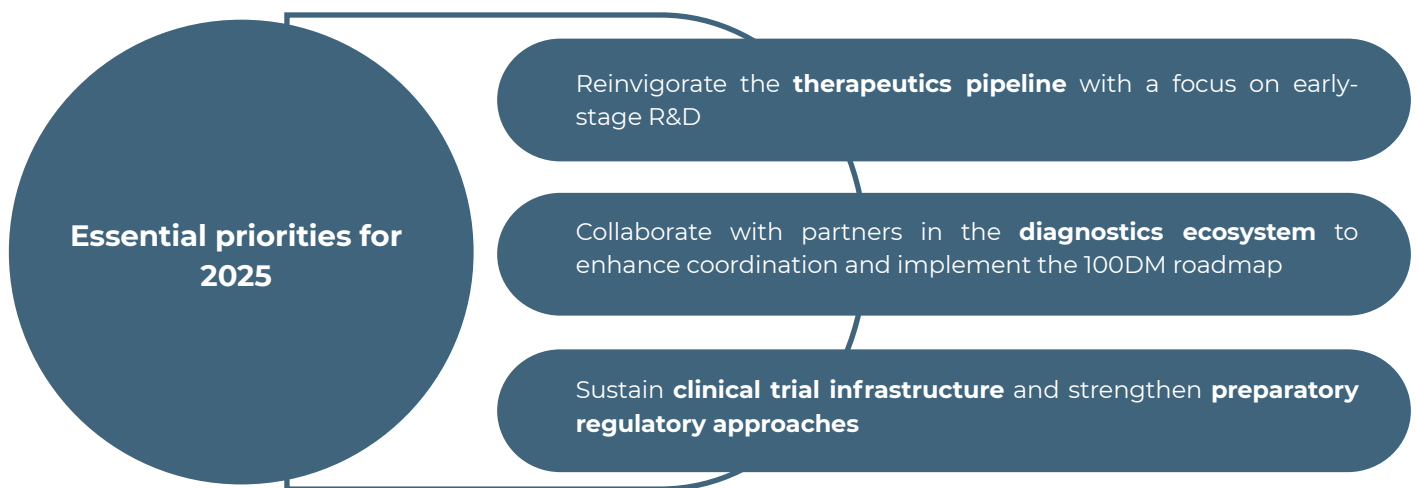 Essential priorities for
2025
Reinvigorate the therapeutics pipeline with a focus on early-
stage R&D
Collaborate with partners in the diagnostics ecosystem to
enhance coordination and implement the 100DM roadmap
Sustain clinical trial infrastructure and strengthen preparatory
regulatory approaches